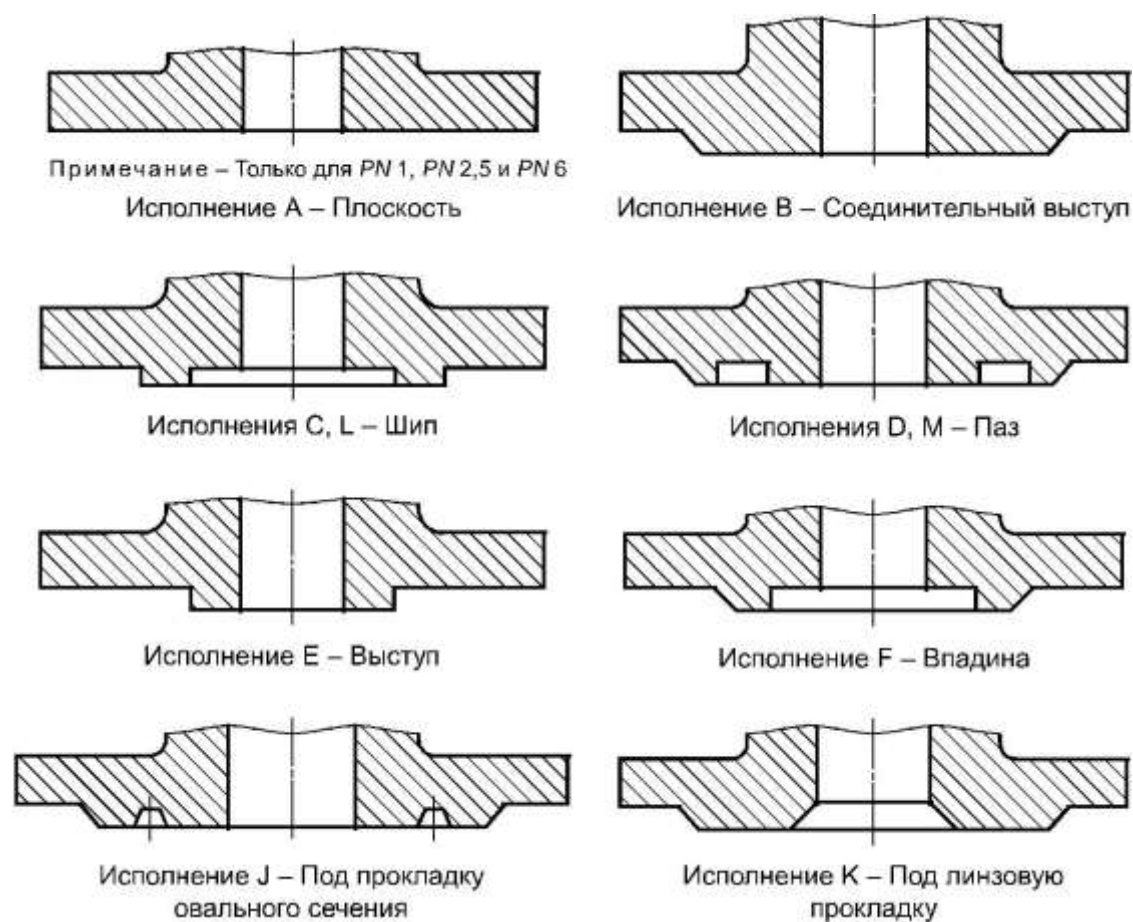 Примечание – Только для PN 1, PN 2,5 и PN 6
Исполнение A – Плоскость
Исполнение B – Соединительный выступ
Исполнения C, L – Шип
Исполнения D, M – Паз
Исполнение E – Выступ
Исполнение F – Впадина
Исполнение J – Под прокладку
овального сечения
Исполнение K – Под линзовую
прокладку